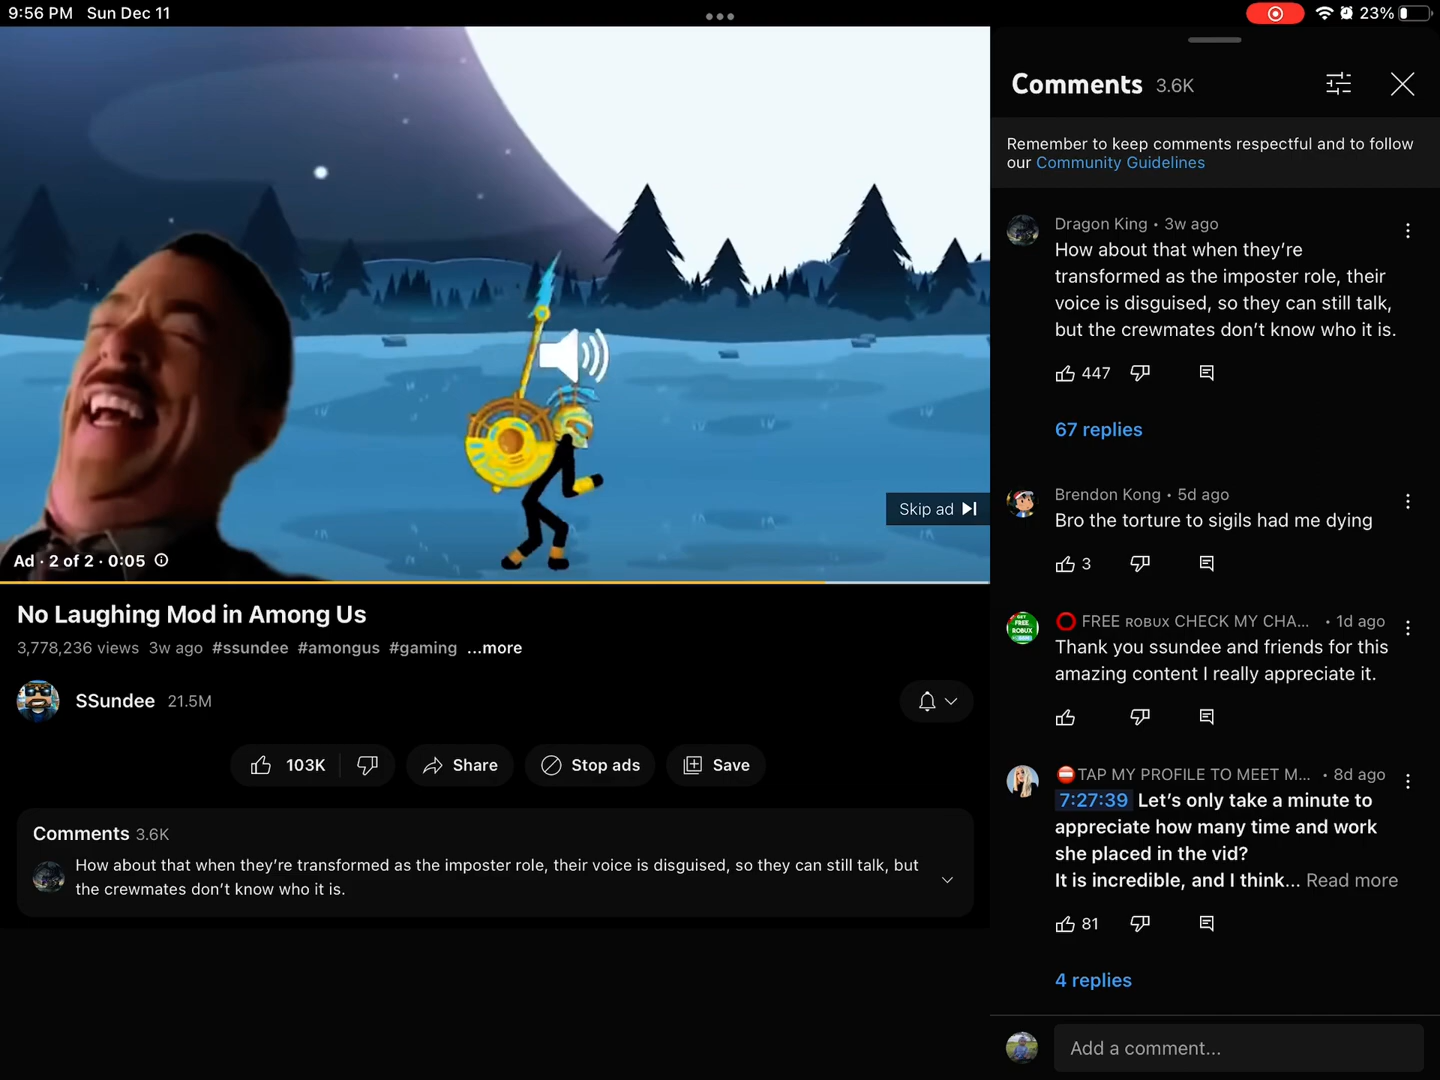 9:56 PM Sun Dec 11
23%
Skip ad
Ad · 2 of 2 · 0:05
No Laughing Mod in Among Us
3,778,236 views 3w ago #ssundee #amongus #gaming ...more
SSundee 21.5M
103K
Share
Stop ads
Save
Comments 3.6K
How about that when they're transformed as the imposter role, their voice is disguised, so they can still talk, but
the crewmates don't know who it is.
Comments 3.6K
Remember to keep comments respectful and to follow
our Community Guidelines
Dragon King · 3w ago
How about that when they're
transformed as the imposter role, their
voice is disguised, so they can still talk,
but the crewmates don't know who it is.
447
67 replies
Brendon Kong · 5d ago
Bro the torture to sigils had me dying
3
GET
FREE
ROBUX
⭕ FREE ROBUX CHECK MY CHA... · 1d ago
Thank you ssundee and friends for this
amazing content I really appreciate it.
⛔TAP MY PROFILE TO MEET M... · 8d ago
7:27:39 Let's only take a minute to
appreciate how many time and work
she placed in the vid?
It is incredible, and I think... Read more
81
4 replies
Add a comment...